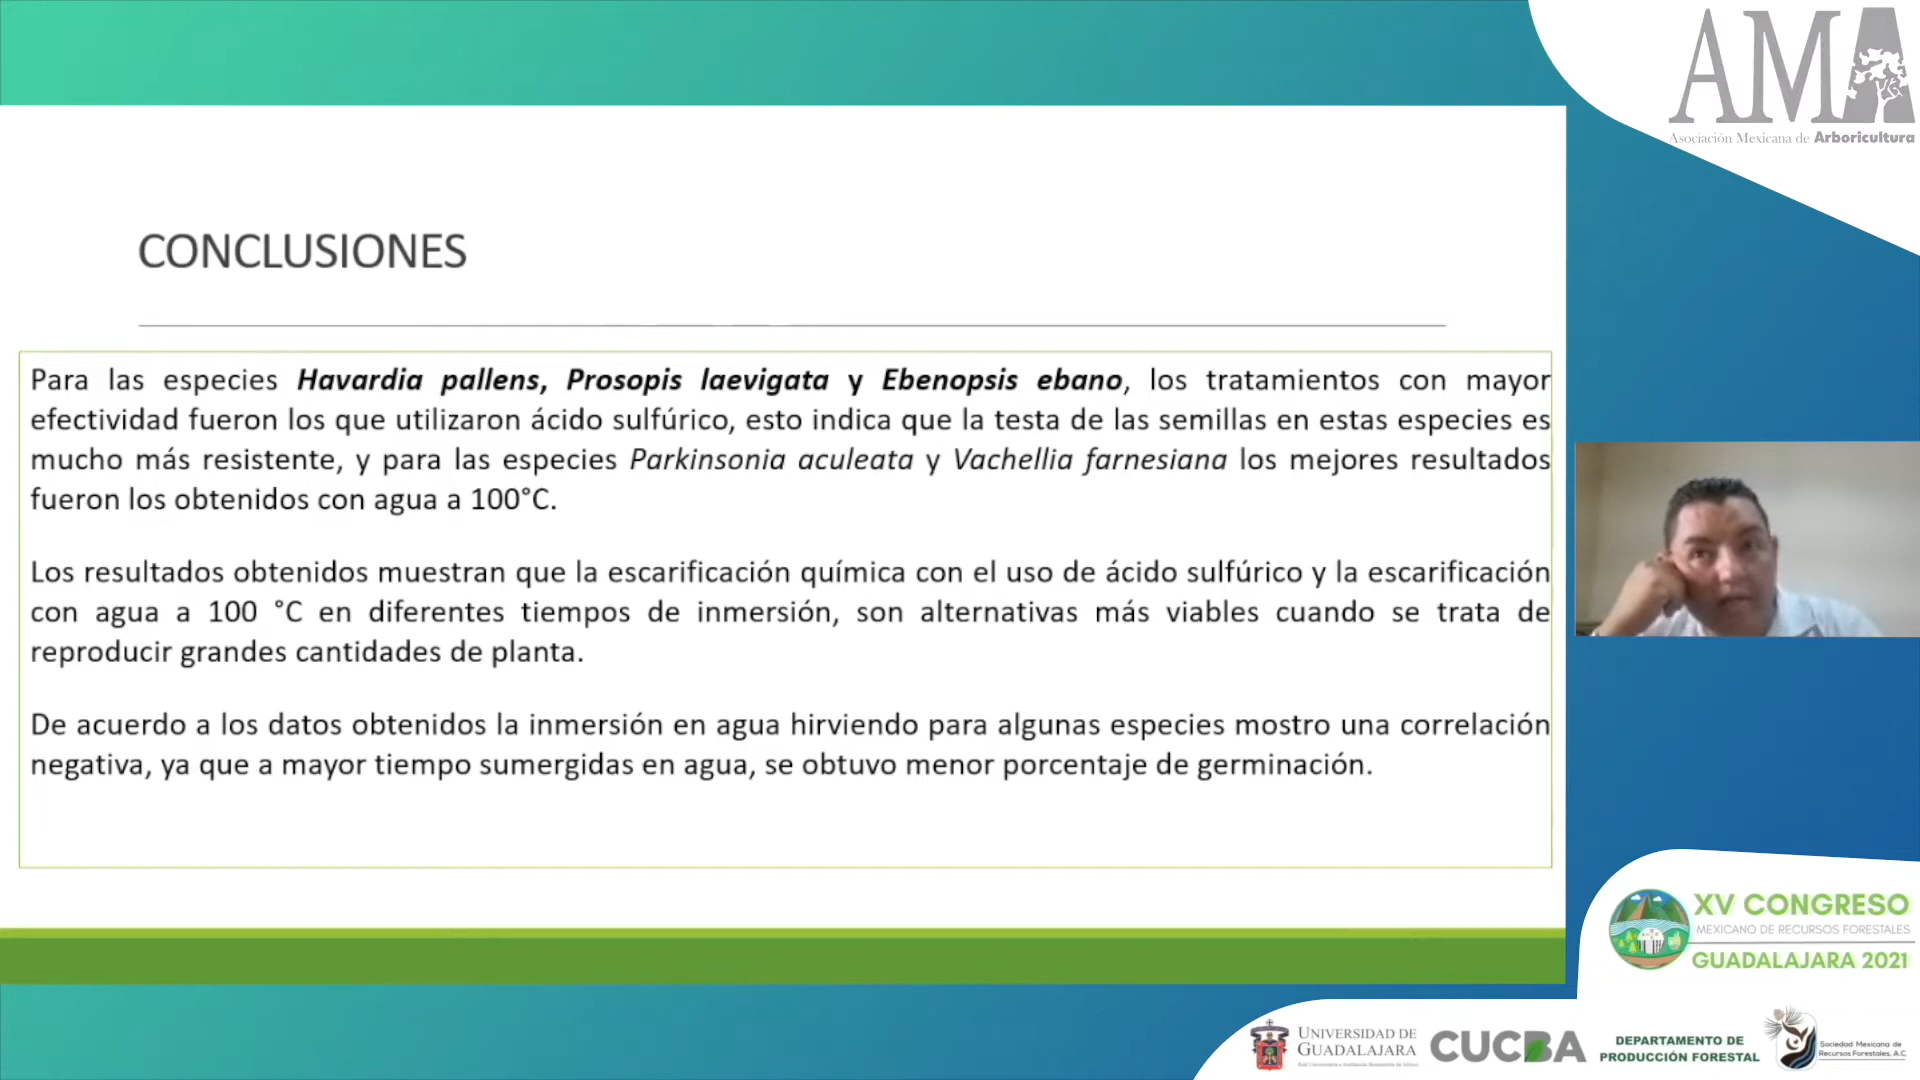 AMA
Asociación Mexicana de Arboricultura
CONCLUSIONES
Para las especies Havardia pallens, Prosopis laevigata y Ebenopsis ebano, los tratamientos con mayor
efectividad fueron los que utilizaron ácido sulfúrico, esto indica que la testa de las semillas en estas especies es
mucho más resistente, y para las especies Parkinsonia aculeata y Vachellia farnesiana los mejores resultados
fueron los obtenidos con agua a 100°C.
Los resultados obtenidos muestran que la escarificación química con el uso de ácido sulfúrico y la escarificación
con agua a 100 °C en diferentes tiempos de inmersión, son alternativas más viables cuando se trata de
reproducir grandes cantidades de planta.
De acuerdo a los datos obtenidos la inmersión en agua hirviendo para algunas especies mostro una correlación
negativa, ya que a mayor tiempo sumergidas en agua, se obtuvo menor porcentaje de germinación.
XV CONGRESO
MEXICANO DE RECURSOS FORESTALES
GUADALAJARA 2021
UNIVERSIDAD DE
GUADALAJARA
CUCBA
DEPARTAMENTO DE
PRODUCCIÓN FORESTAL
Sociedad Mexicana de
Recursos Forestales, A.C.